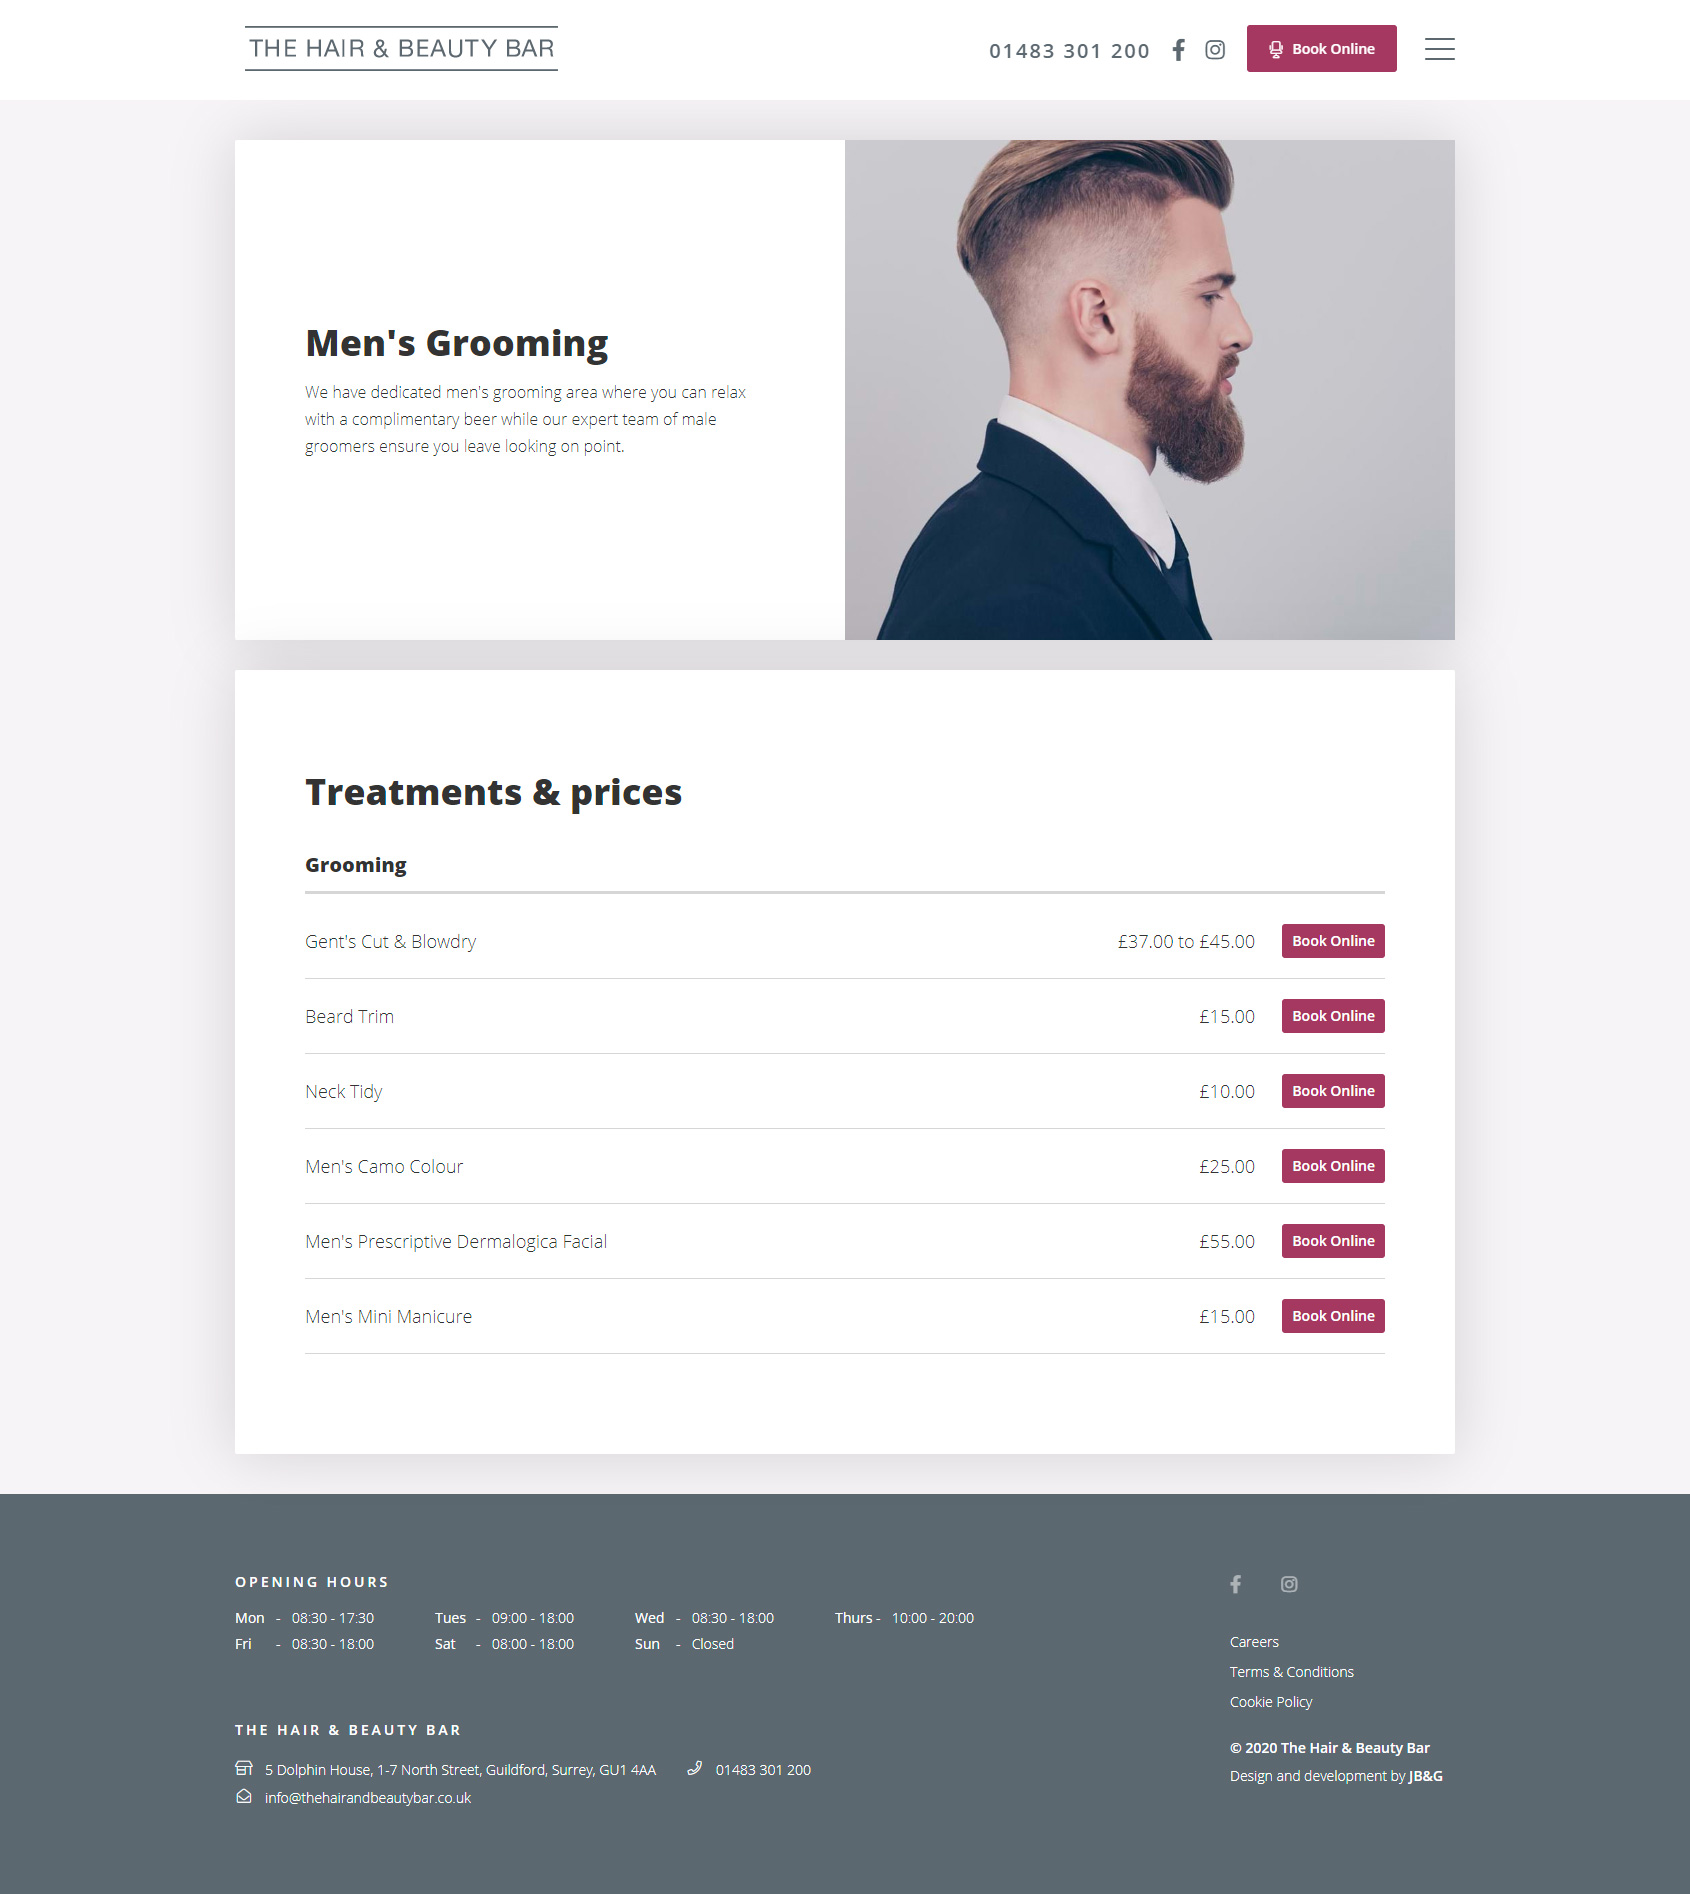 THE HAIR & BEAUTY BAR
01483 301 200
Book Online
Men's Grooming
We have dedicated men's grooming area where you can relax
with a complimentary beer while our expert team of male
groomers ensure you leave looking on point.
Treatments & prices
Grooming
Gent's Cut & Blowdry £37.00 to £45.00 Book Online
Beard Trim £15.00 Book Online
Neck Tidy £10.00 Book Online
Men's Camo Colour £25.00 Book Online
Men's Prescriptive Dermalogica Facial £55.00 Book Online
Men's Mini Manicure £15.00 Book Online
OPENING HOURS
Mon - 08:30 - 17:30 Tues - 09:00 - 18:00 Wed - 08:30 - 18:00 Thurs - 10:00 - 20:00
Fri - 08:30 - 18:00 Sat - 08:00 - 18:00 Sun - Closed
THE HAIR & BEAUTY BAR
5 Dolphin House, 1-7 North Street, Guildford, Surrey, GU1 4AA 01483 301 200
info@thehairandbeautybar.co.uk
Careers
Terms & Conditions
Cookie Policy
© 2020 The Hair & Beauty Bar
Design and development by JB&G